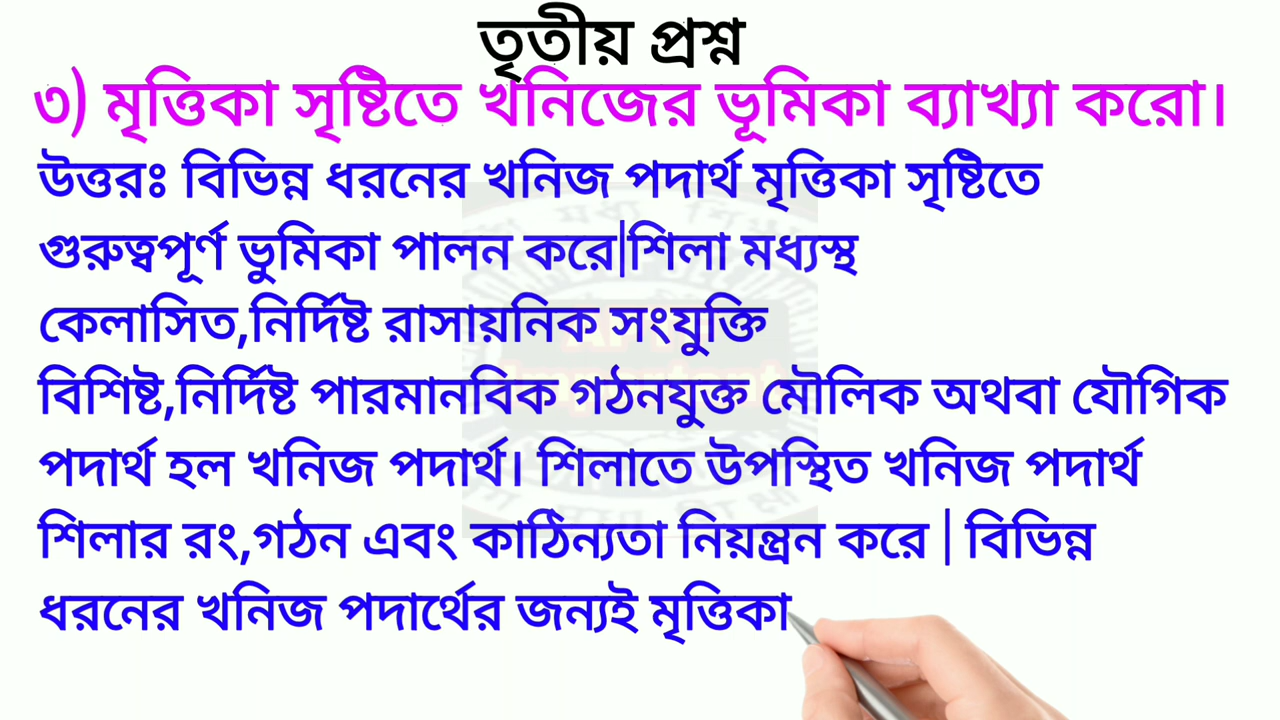 তৃতীয় প্রশ্ন
৩) মৃত্তিকা সৃষ্টিতে খনিজের ভূমিকা ব্যাখ্যা করো।
উত্তরঃ বিভিন্ন ধরনের খনিজ পদার্থ মৃত্তিকা সৃষ্টিতে
গুরুত্বপূর্ণ ভুমিকা পালন করে|শিলা মধ্যস্থ
কেলাসিত,নির্দিষ্ট রাসায়নিক সংযুক্তি
বিশিষ্ট,নির্দিষ্ট পারমানবিক গঠনযুক্ত মৌলিক অথবা যৌগিক
পদার্থ হল খনিজ পদার্থ। শিলাতে উপস্থিত খনিজ পদার্থ
শিলার রং,গঠন এবং কাঠিন্যতা নিয়ন্ত্রন করে | বিভিন্ন
ধরনের খনিজ পদার্থের জন্যই মৃত্তিকা